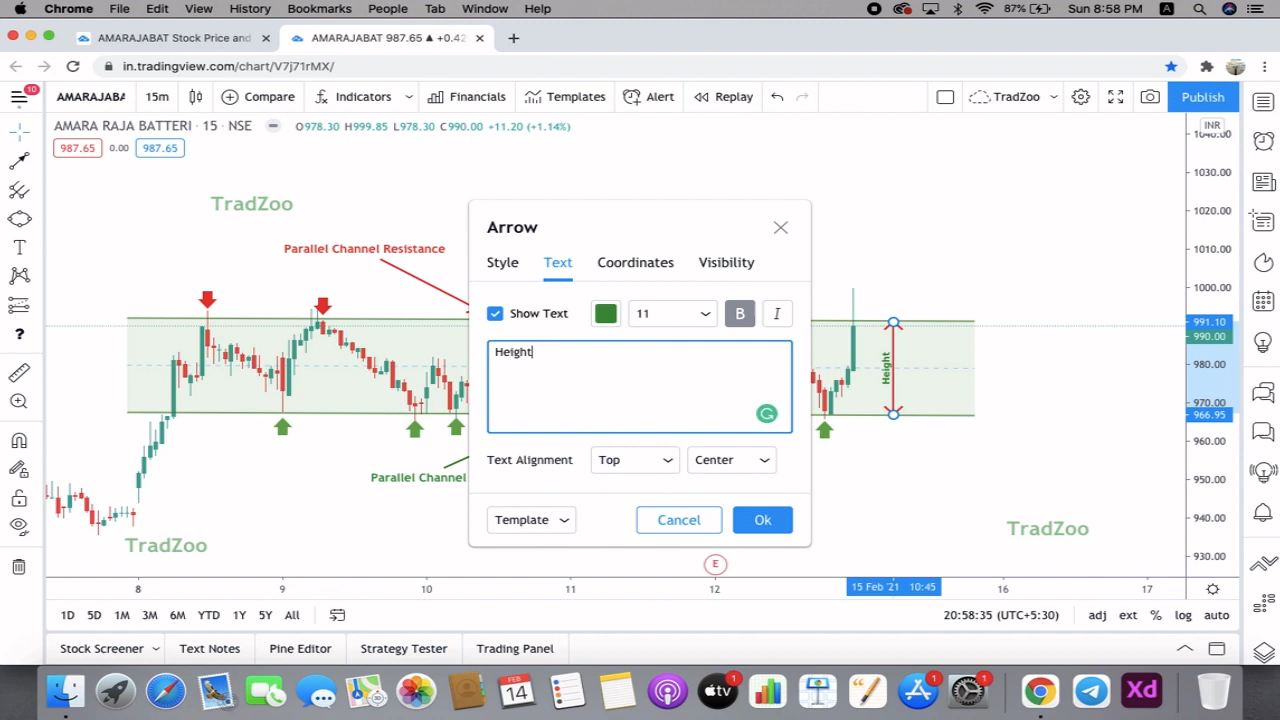 Chrome File Edit View History Bookmarks People Tab Window Help 87% Sun 8:58 PM A
AMARAJABAT Stock Price and AMARAJABAT 987.65 ▲ +0.42
in.tradingview.com/chart/V7j71rMX/
10 AMARAJABA 15m Compare Indicators Financials Templates Alert Replay TradZoo Publish
AMARA RAJA BATTERI · 15 · NSE O978.30 H999.85 L978.30 C990.00 +11.20 (+1.14%) INR
1040.00
987.65 0.00 987.65
1030.00
TradZoo
1020.00
Parallel Channel Resistance
1010.00
1000.00
991.10
990.00
980.00
970.00
966.95
960.00
950.00
940.00
930.00
Height
Parallel Channel
TradZoo
TradZoo
Arrow
Style Text Coordinates Visibility
Show Text 11 B I
Height
Text Alignment Top Center
Template Cancel Ok
E
8 9 10 11 12 15 Feb '21 10:45 16 17
1D 5D 1M 3M 6M YTD 1Y 5Y All 20:58:35 (UTC+5:30) adj ext % log auto
Stock Screener Text Notes Pine Editor Strategy Tester Trading Panel
FEB
14
1
tv
1
1
Xd